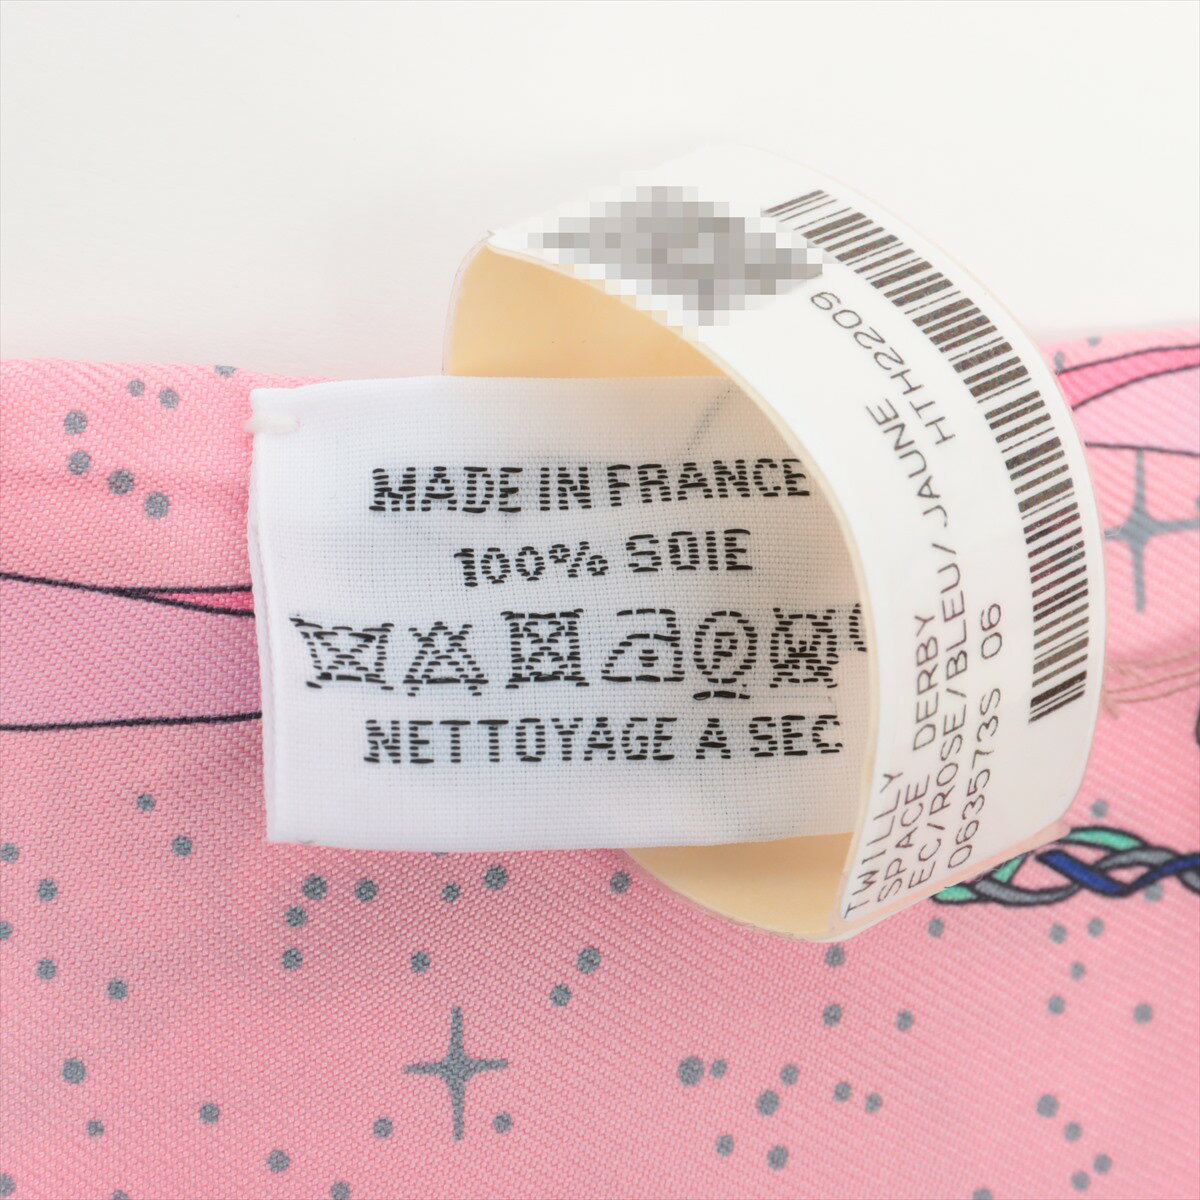 MADE IN FRANCE
100% SOIE
P
NETTOYAGE A SEC
HTH2209
TWILLY
SPACE DERBY
EC/ROSE/BLEU/JAUNE
063573S 06